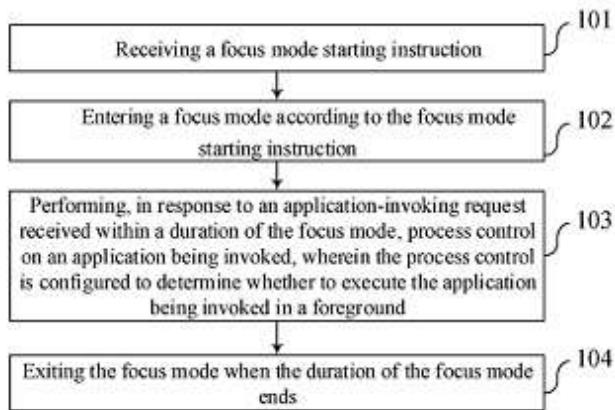 101
Receiving a focus mode starting instruction
102
Entering a focus mode according to the focus mode
starting instruction
103
Performing, in response to an application-invoking request
received within a duration of the focus mode, process control
on an application being invoked, wherein the process control
is configured to determine whether to execute the application
being invoked in a foreground
104
Exiting the focus mode when the duration of the focus mode
ends